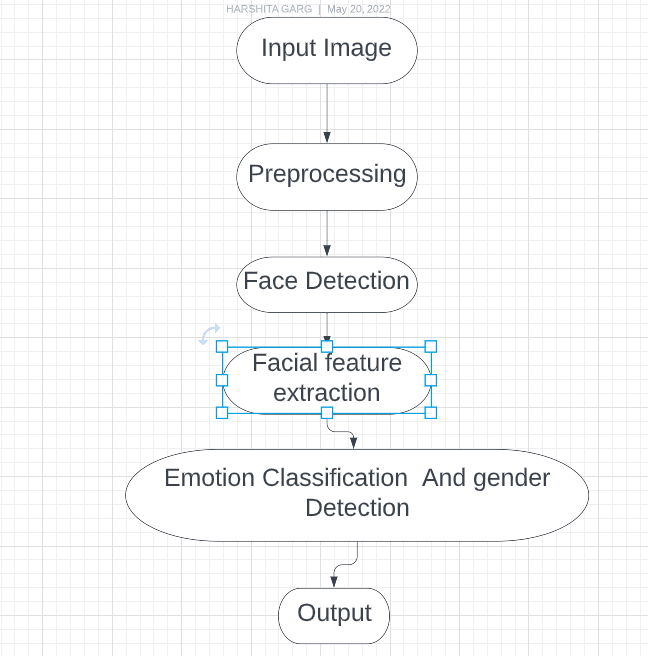 HARSHITA GARG | May 20, 2022
Input Image
Preprocessing
Face Detection
Facial feature
extraction
Emotion Classification And gender
Detection
Output